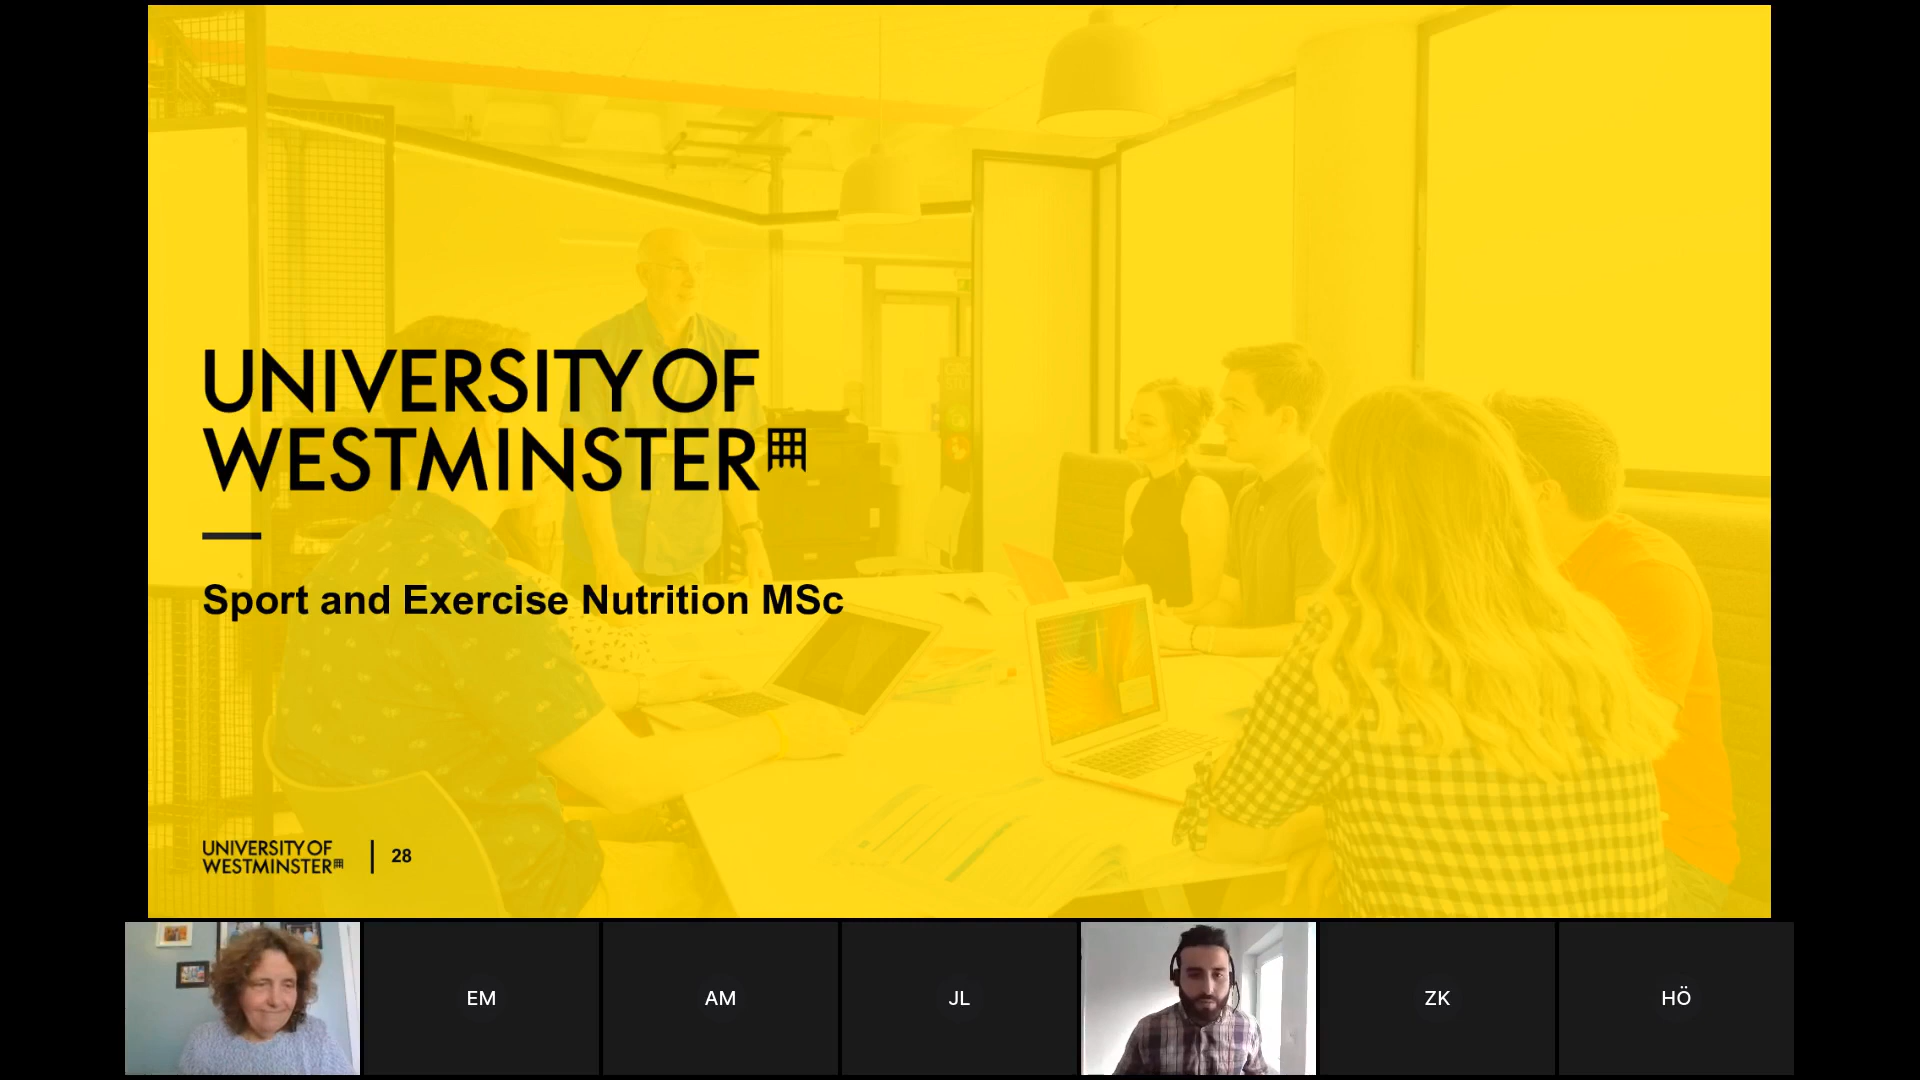 UNIVERSITY OF
WESTMINSTER
Sport and Exercise Nutrition MSc
UNIVERSITY OF
WESTMINSTER
28
EM
AM
JL
ZK
HÖ